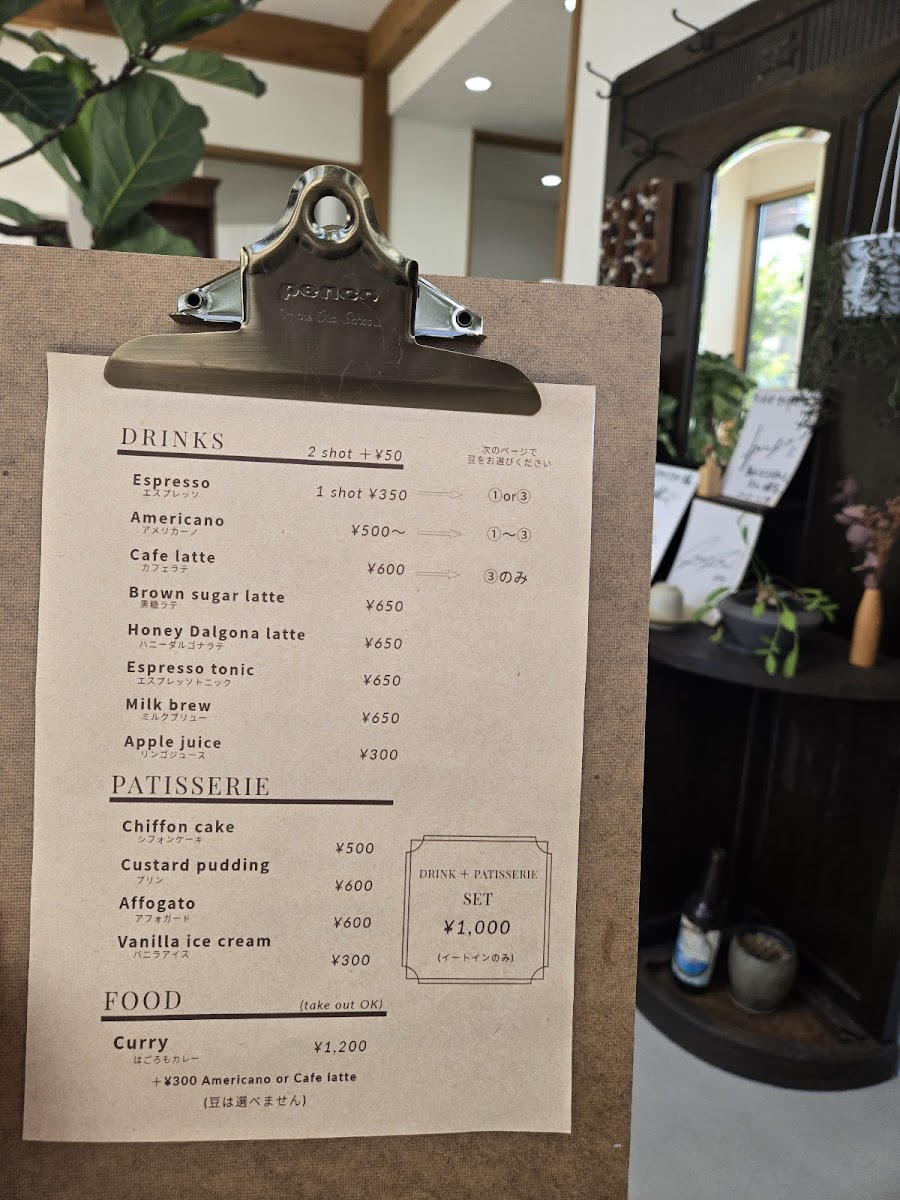 penco
DRINKS
2 shot +¥50
次のページで
豆をお選びください
Espresso
エスプレッソ
1 shot ¥350
①or③
Americano
アメリカーノ
¥500〜
①〜③
Cafe latte
カフェラテ
¥600
③のみ
Brown sugar latte
黒糖ラテ
¥650
Honey Dalgona latte
ハニーダルゴナラテ
¥650
Espresso tonic
エスプレッソトニック
¥650
Milk brew
ミルクブリュー
¥650
Apple juice
リンゴジュース
¥300
PATISSERIE
Chiffon cake
シフォンケーキ
¥500
Custard pudding
プリン
¥600
Affogato
アフォガード
¥600
Vanilla ice cream
バニラアイス
¥300
DRINK + PATISSERIE
SET
¥1,000
(イートインのみ)
FOOD
(take out OK)
Curry
はごろもカレー
¥1,200
+¥300 Americano or Cafe latte
(豆は選べません)